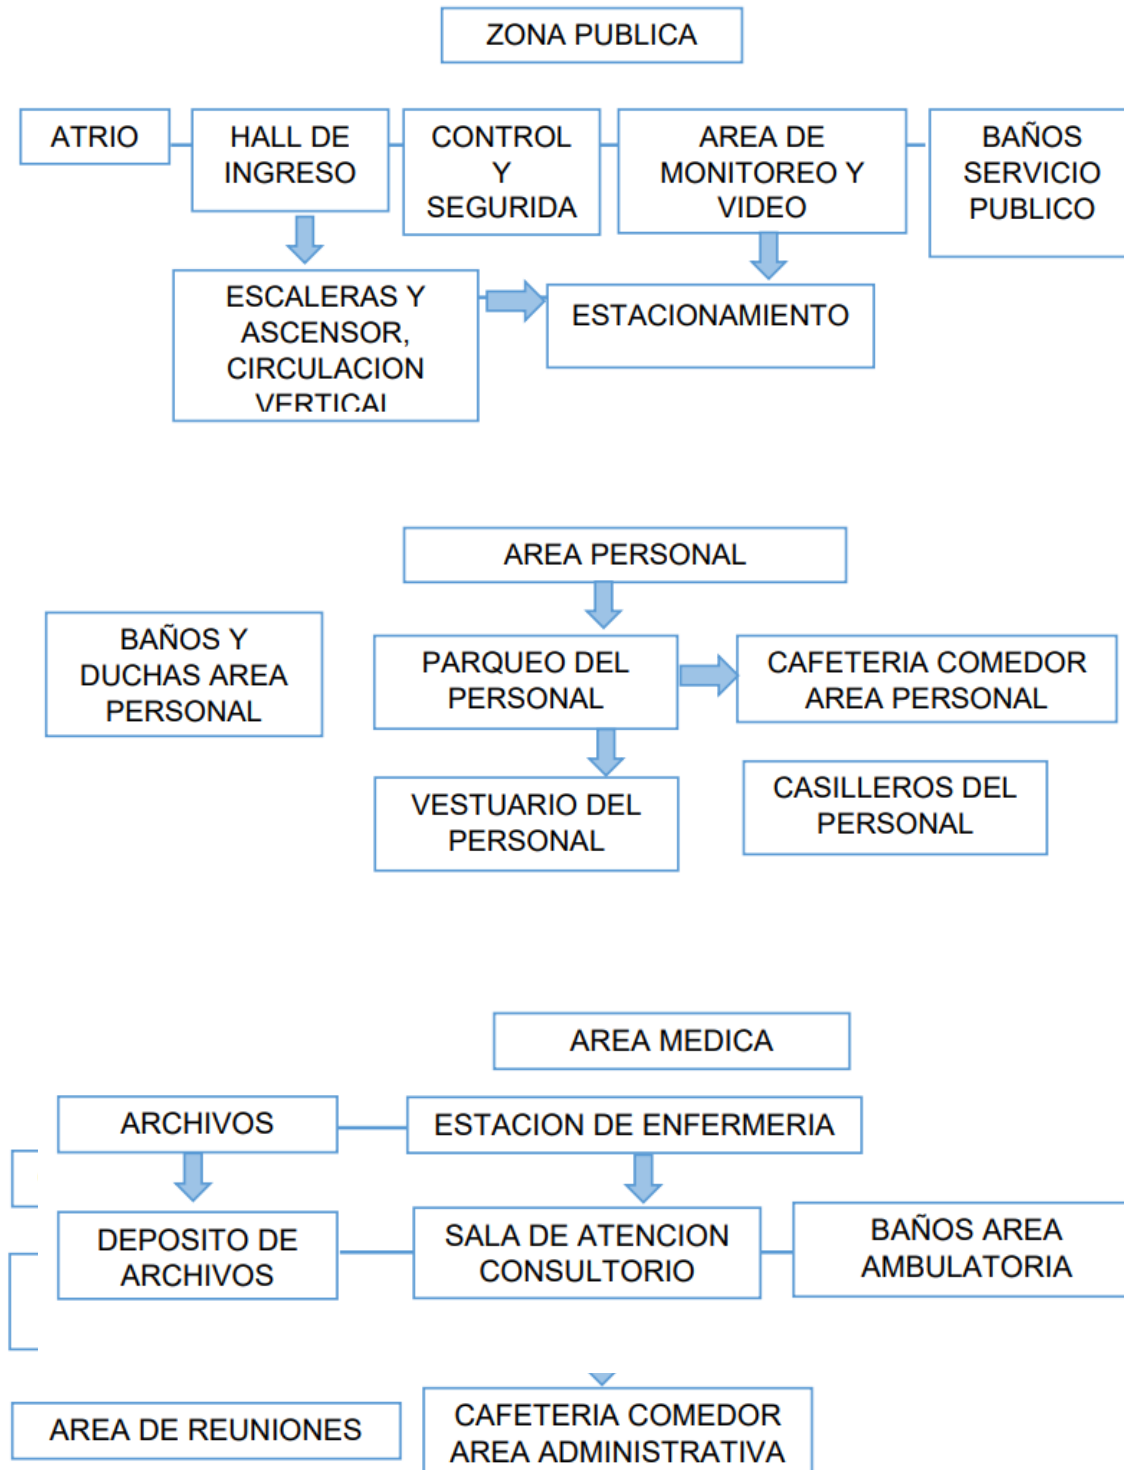 ZONA PUBLICA
ATRIO
HALL DE
INGRESO
CONTROL
Y
SEGURIDA
AREA DE
MONITOREO Y
VIDEO
BAÑOS
SERVICIO
PUBLICO
ESCALERAS Y
ASCENSOR,
CIRCULACION
VERTICAL
ESTACIONAMIENTO
AREA PERSONAL
BAÑOS Y
DUCHAS AREA
PERSONAL
PARQUEO DEL
PERSONAL
CAFETERIA COMEDOR
AREA PERSONAL
VESTUARIO DEL
PERSONAL
CASILLEROS DEL
PERSONAL
AREA MEDICA
ARCHIVOS
ESTACION DE ENFERMERIA
DEPOSITO DE
ARCHIVOS
SALA DE ATENCION
CONSULTORIO
BAÑOS AREA
AMBULATORIA
AREA DE REUNIONES
CAFETERIA COMEDOR
AREA ADMINISTRATIVA